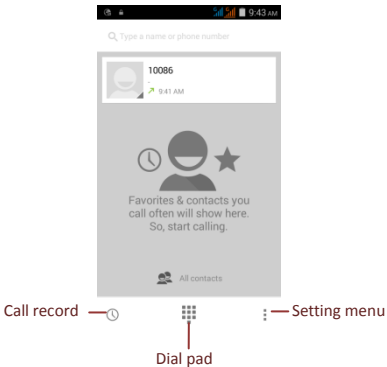 9:43 AM
Type a name or phone number
10086
-
9:41 AM
Favorites & contacts you
call often will show here.
So, start calling.
All contacts
Call record
Setting menu
Dial pad